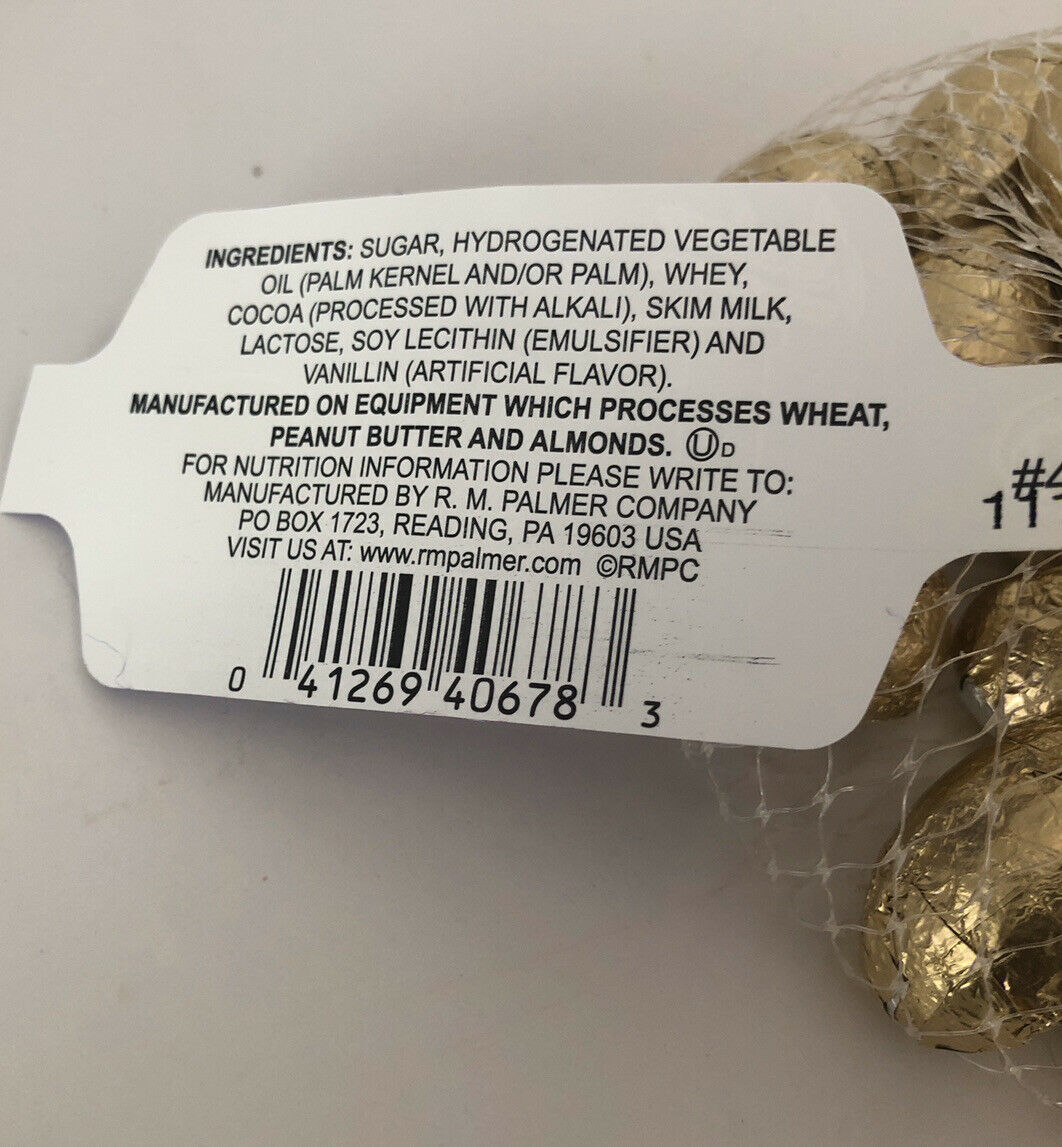 INGREDIENTS: SUGAR, HYDROGENATED VEGETABLE
OIL (PALM KERNEL AND/OR PALM), WHEY,
COCOA (PROCESSED WITH ALKALI), SKIM MILK,
LACTOSE, SOY LECITHIN (EMULSIFIER) AND
VANILLIN (ARTIFICIAL FLAVOR).
MANUFACTURED ON EQUIPMENT WHICH PROCESSES WHEAT,
PEANUT BUTTER AND ALMONDS. Ⓤ D
FOR NUTRITION INFORMATION PLEASE WRITE TO:
MANUFACTURED BY R. M. PALMER COMPANY
PO BOX 1723, READING, PA 19603 USA
VISIT US AT: www.rmpalmer.com ©RMPC
0 41269 40678 3
#4
11